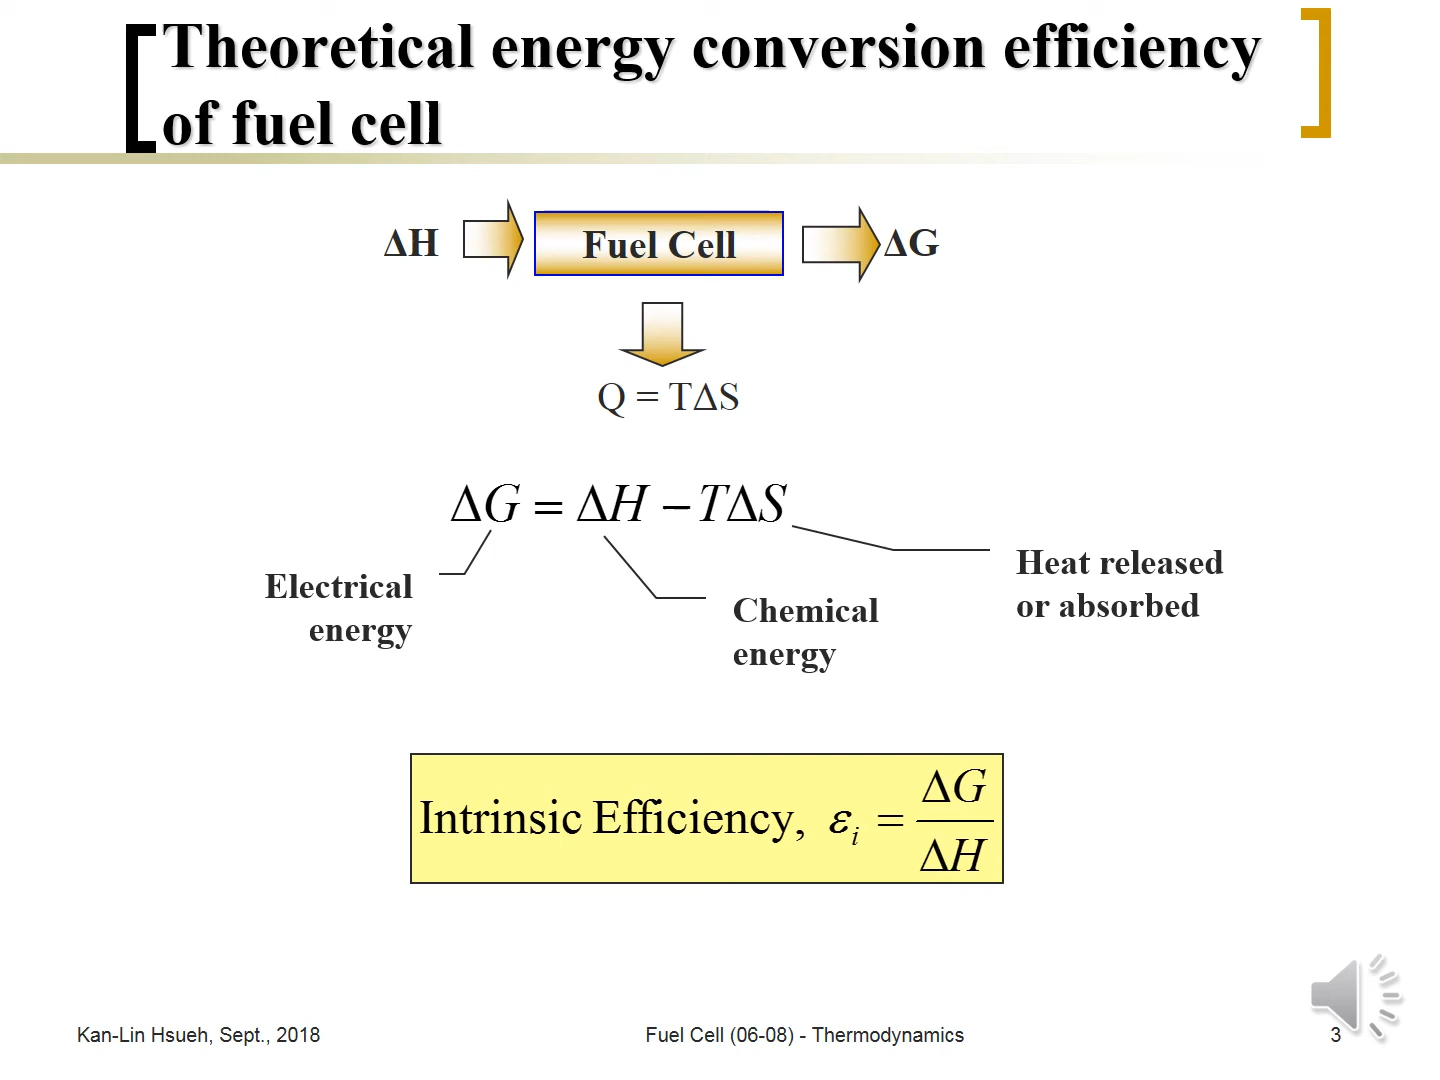 Theoretical energy conversion efficiency
of fuel cell
ΔH
Fuel Cell
ΔG
Q = TΔS
ΔG = ΔH − TΔS
Electrical
energy
Chemical
energy
Heat released
or absorbed
Intrinsic Efficiency, εi = ΔG / ΔH
Kan-Lin Hsueh, Sept., 2018
Fuel Cell (06-08) - Thermodynamics
3